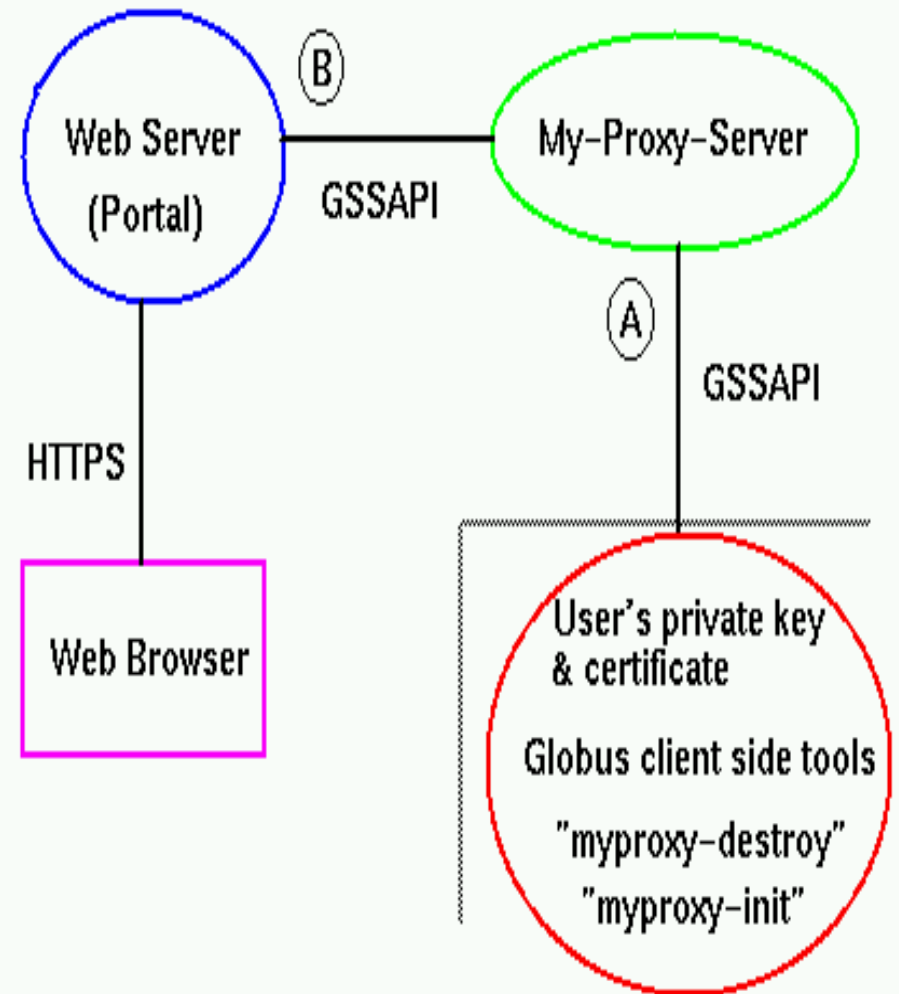 B
Web Server
(Portal)
GSSAPI
My-Proxy-Server
A
GSSAPI
HTTPS
Web Browser
User's private key
& certificate
Globus client side tools
"myproxy-destroy"
"myproxy-init"